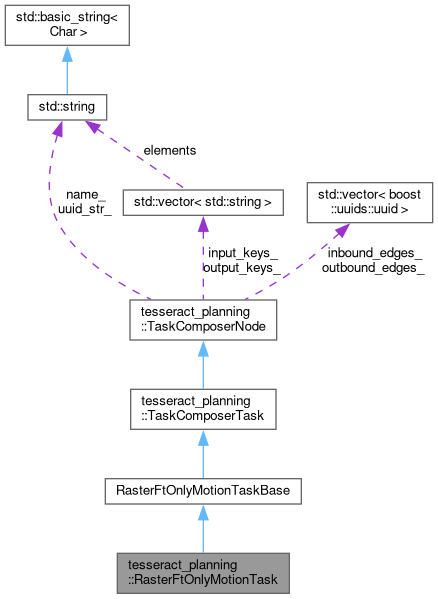 std::basic_string<
Char >
std::string
elements
name_
uuid_str_
std::vector< std::string >
std::vector< boost
::uuids::uuid >
input_keys_
output_keys_
inbound_edges_
outbound_edges_
tesseract_planning
::TaskComposerNode
tesseract_planning
::TaskComposerTask
RasterFtOnlyMotionTaskBase
tesseract_planning
::RasterFtOnlyMotionTask